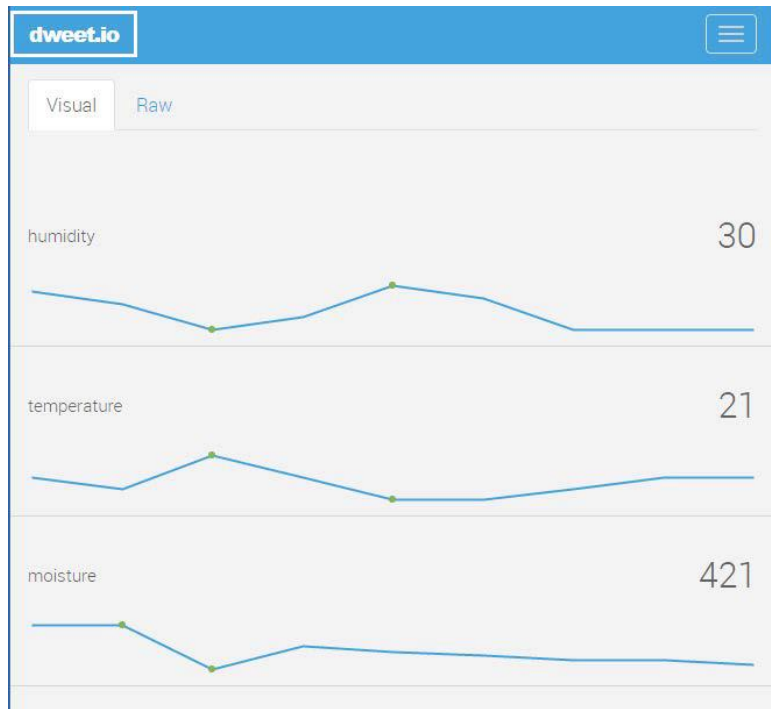 dweet.io
Visual Raw
humidity 30
temperature 21
moisture 421